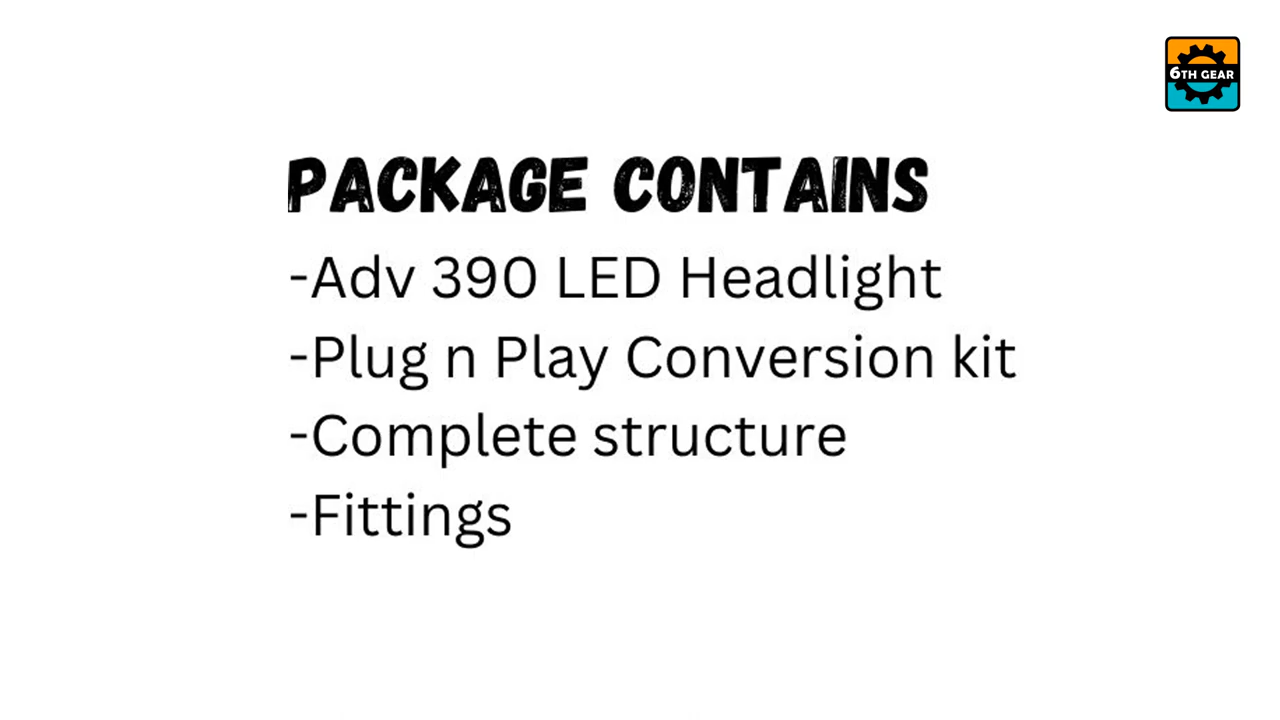 6TH GEAR
PACKAGE CONTAINS
-Adv 390 LED Headlight
-Plug n Play Conversion kit
-Complete structure
-Fittings